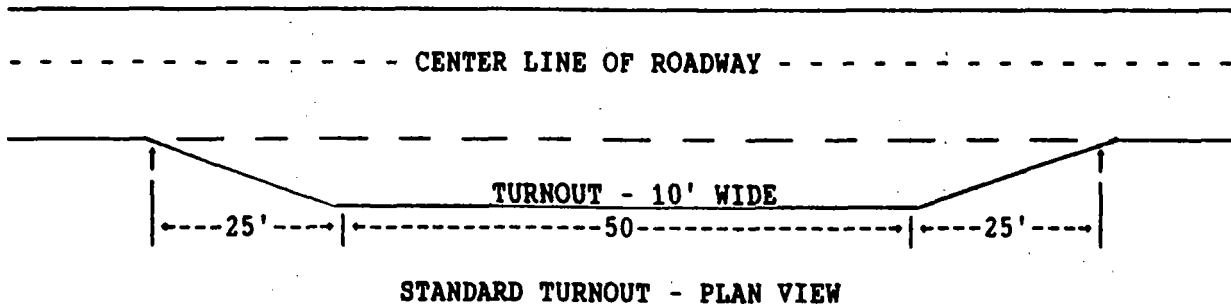 CENTER LINE OF ROADWAY
TURNOUT - 10' WIDE
25' 50 25'
STANDARD TURNOUT - PLAN VIEW